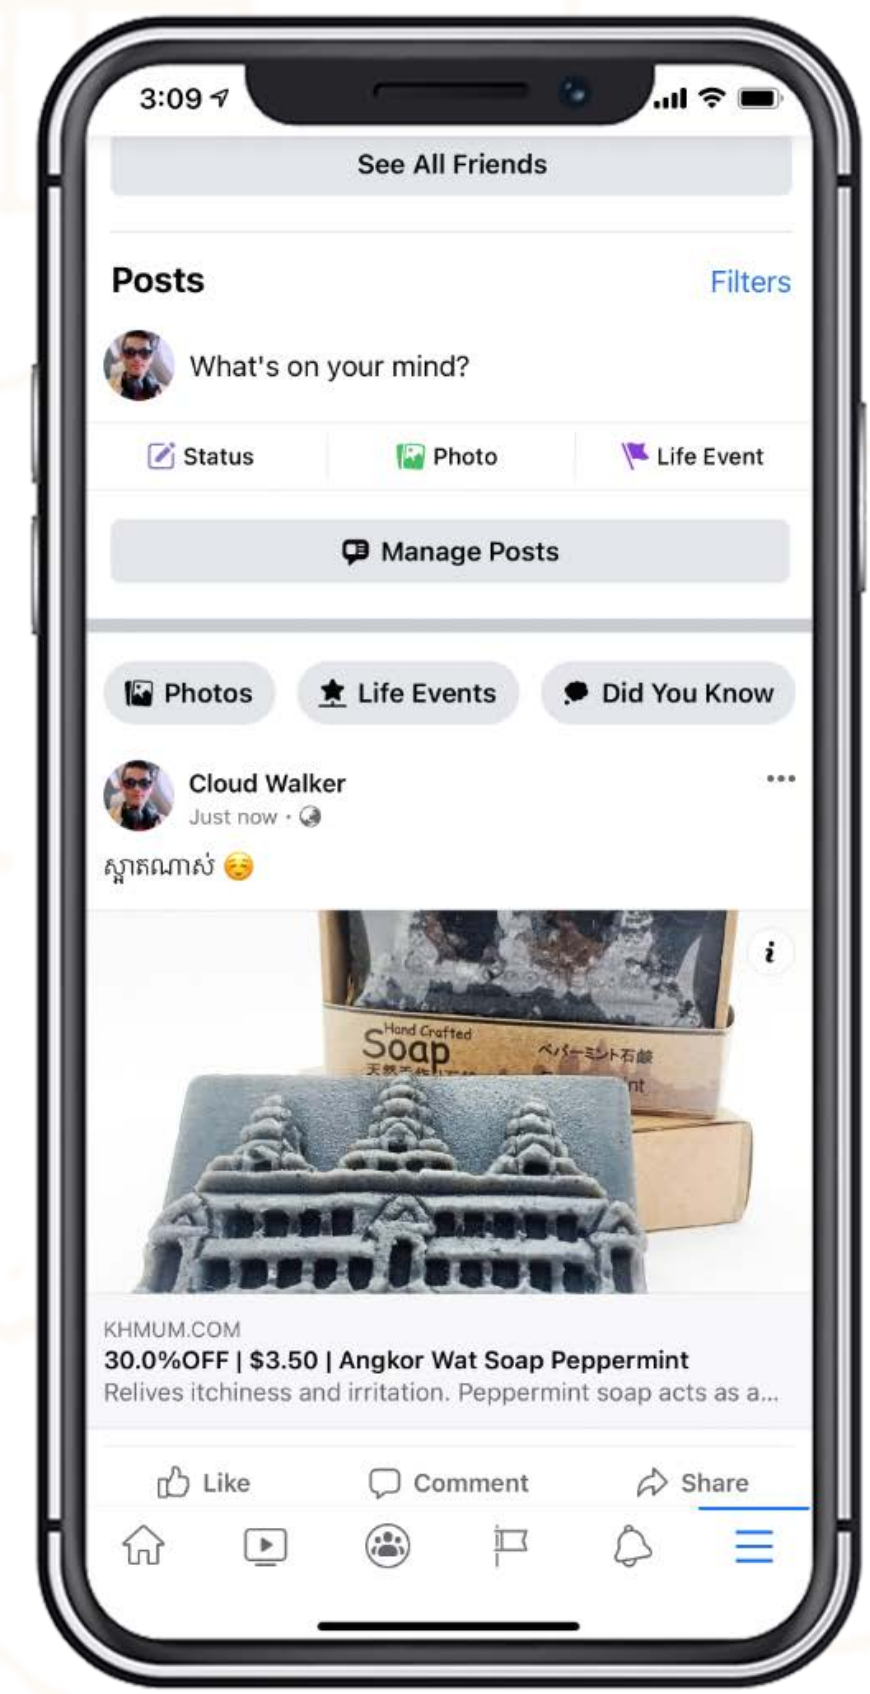 3:09
See All Friends
Posts
Filters
What's on your mind?
Status
Photo
Life Event
Manage Posts
Photos
Life Events
Did You Know
Cloud Walker
Just now ·
ស្អាតណាស់ ☺️
Hand Crafted
Soap
ペパーミント石鹸
nt
KHMUM.COM
30.0%OFF | $3.50 | Angkor Wat Soap Peppermint
Relives itchiness and irritation. Peppermint soap acts as a...
Like
Comment
Share